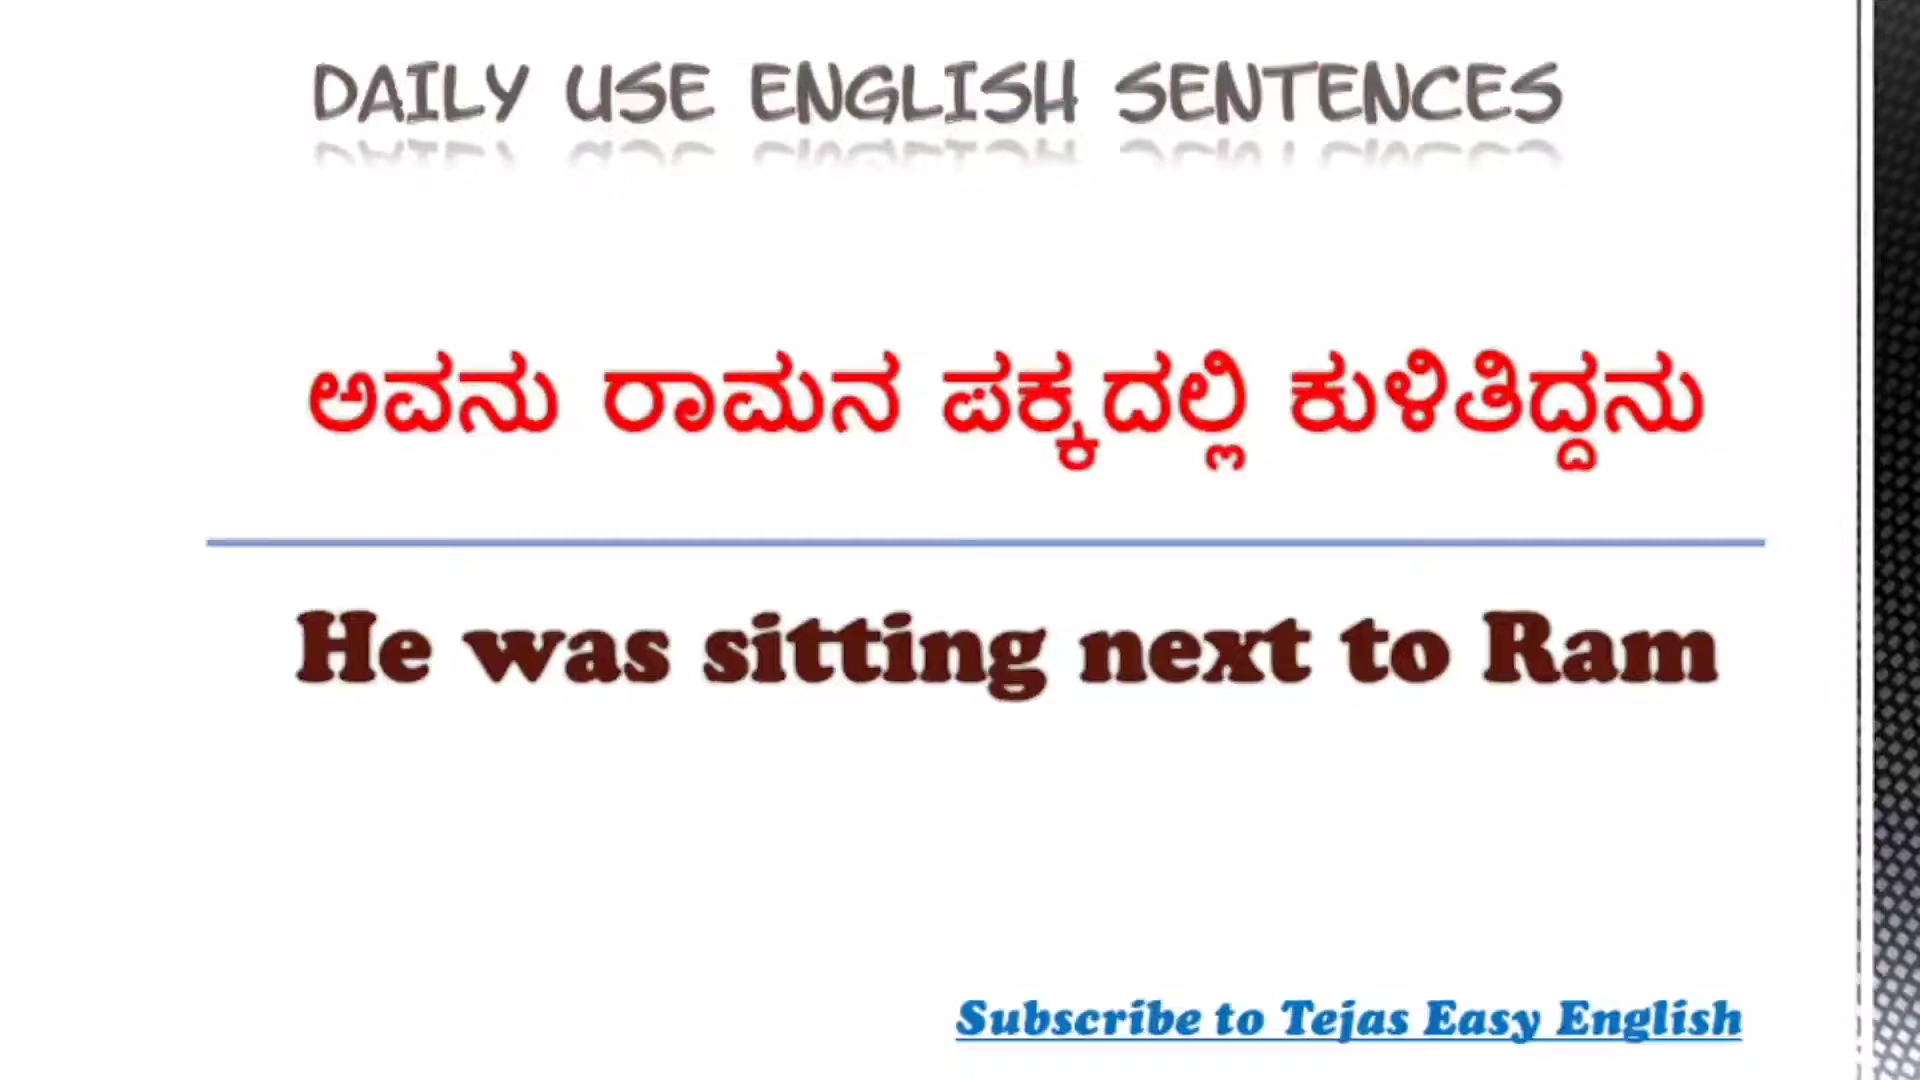 DAILY USE ENGLISH SENTENCES
ಅವನು ರಾಮನ ಪಕ್ಕದಲ್ಲಿ ಕುಳಿತಿದ್ದನು
He was sitting next to Ram
Subscribe to Tejas Easy English